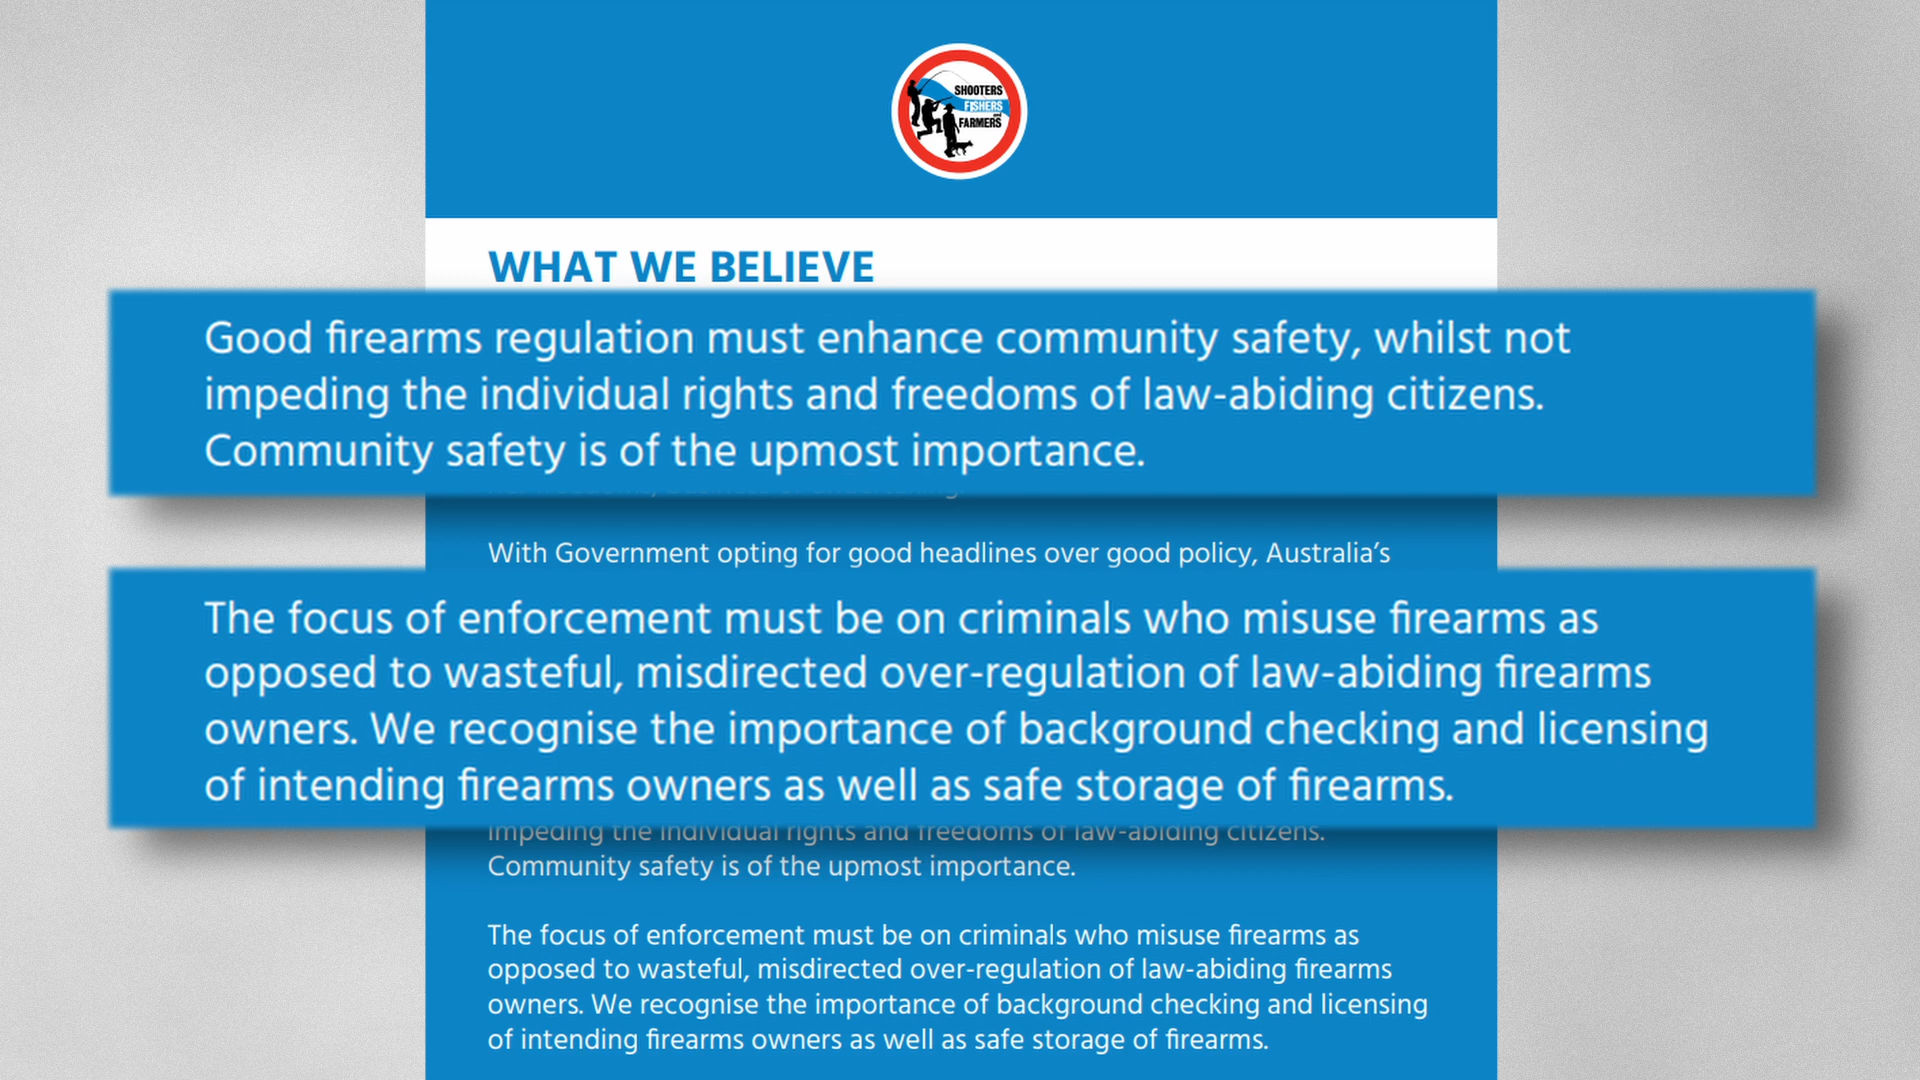 SHOOTERS
FISHERS
and
FARMERS
WHAT WE BELIEVE
Good firearms regulation must enhance community safety, whilst not
impeding the individual rights and freedoms of law-abiding citizens.
Community safety is of the upmost importance.
With Government opting for good headlines over good policy, Australia’s
The focus of enforcement must be on criminals who misuse firearms as
opposed to wasteful, misdirected over-regulation of law-abiding firearms
owners. We recognise the importance of background checking and licensing
of intending firearms owners as well as safe storage of firearms.
impeding the individual rights and freedoms of law-abiding citizens.
Community safety is of the upmost importance.
The focus of enforcement must be on criminals who misuse firearms as
opposed to wasteful, misdirected over-regulation of law-abiding firearms
owners. We recognise the importance of background checking and licensing
of intending firearms owners as well as safe storage of firearms.